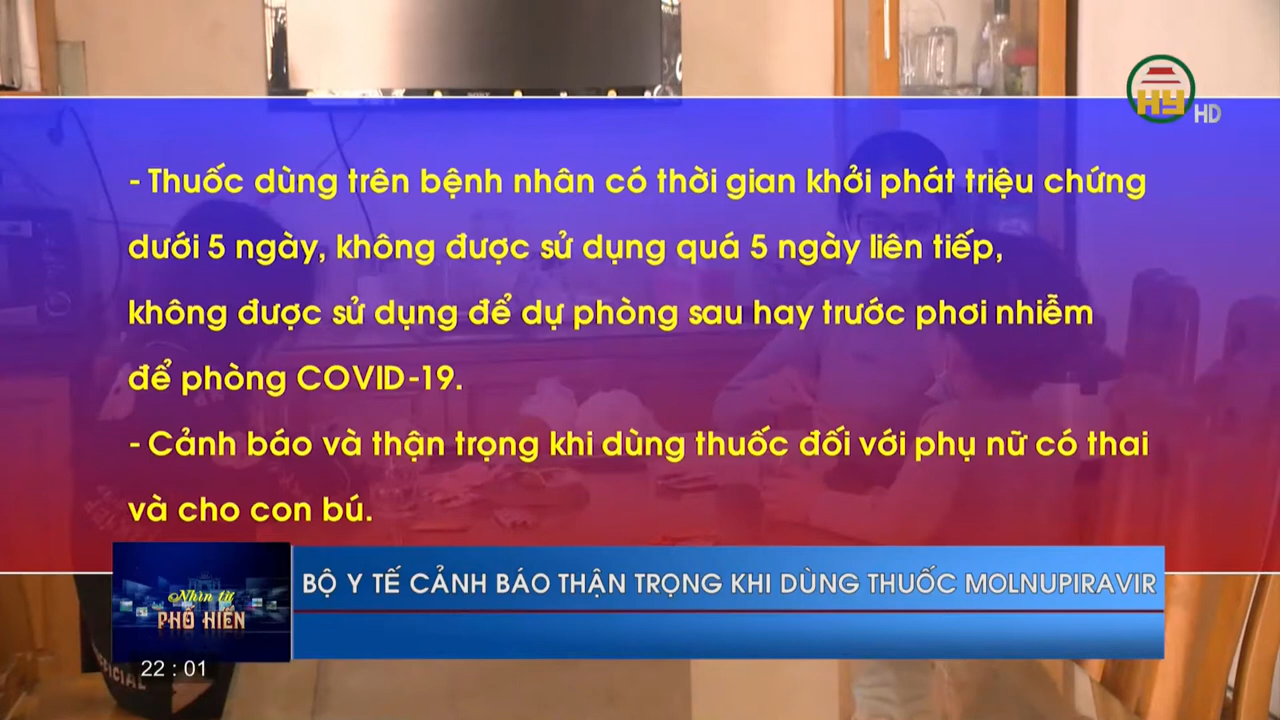 HY HD
- Thuốc dùng trên bệnh nhân có thời gian khởi phát triệu chứng
dưới 5 ngày, không được sử dụng quá 5 ngày liên tiếp,
không được sử dụng để dự phòng sau hay trước phơi nhiễm
để phòng COVID-19.
- Cảnh báo và thận trọng khi dùng thuốc đối với phụ nữ có thai
và cho con bú.
Nhìn từ
PHỐ HIẾN
BỘ Y TẾ CẢNH BÁO THẬN TRỌNG KHI DÙNG THUỐC MOLNUPIRAVIR
22 : 01